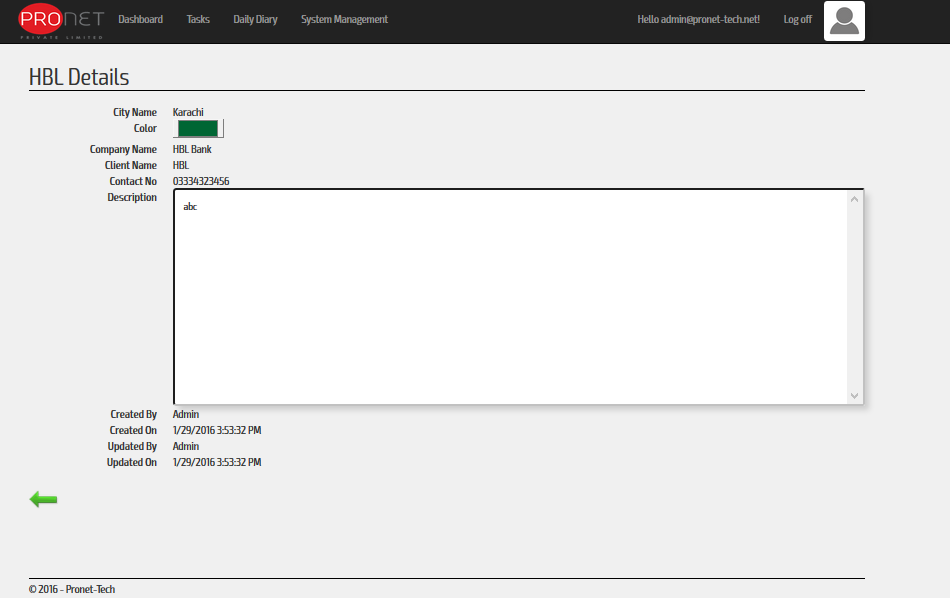 PRONET
PRIVATE LIMITED
Dashboard Tasks Daily Diary System Management Hello admin@pronet-tech.net! Log off
HBL Details
City Name Karachi
Color
Company Name HBL Bank
Client Name HBL
Contact No 03334323456
Description
abc
Created By Admin
Created On 1/29/2016 3:53:32 PM
Updated By Admin
Updated On 1/29/2016 3:53:32 PM
© 2016 - Pronet-Tech